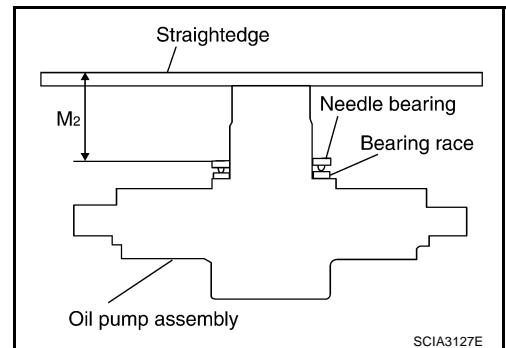 Straightedge
M2
Needle bearing
Bearing race
Oil pump assembly
SCIA3127E